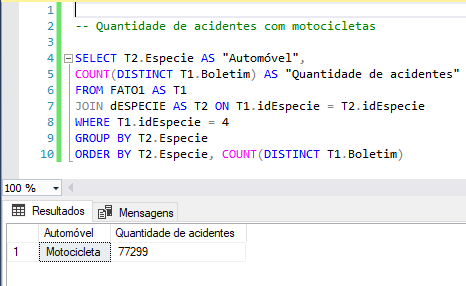 1
2 -- Quantidade de acidentes com motocicletas
3
4 SELECT T2.Especie AS "Automóvel",
5 COUNT(DISTINCT T1.Boletim) AS "Quantidade de acidentes"
6 FROM FATO1 AS T1
7 JOIN dESPECIE AS T2 ON T1.idEspecie = T2.idEspecie
8 WHERE T1.idEspecie = 4
9 GROUP BY T2.Especie
10 ORDER BY T2.Especie, COUNT(DISTINCT T1.Boletim)
100 %
Resultados Mensagens
Automóvel Quantidade de acidentes
1 Motocicleta 77299